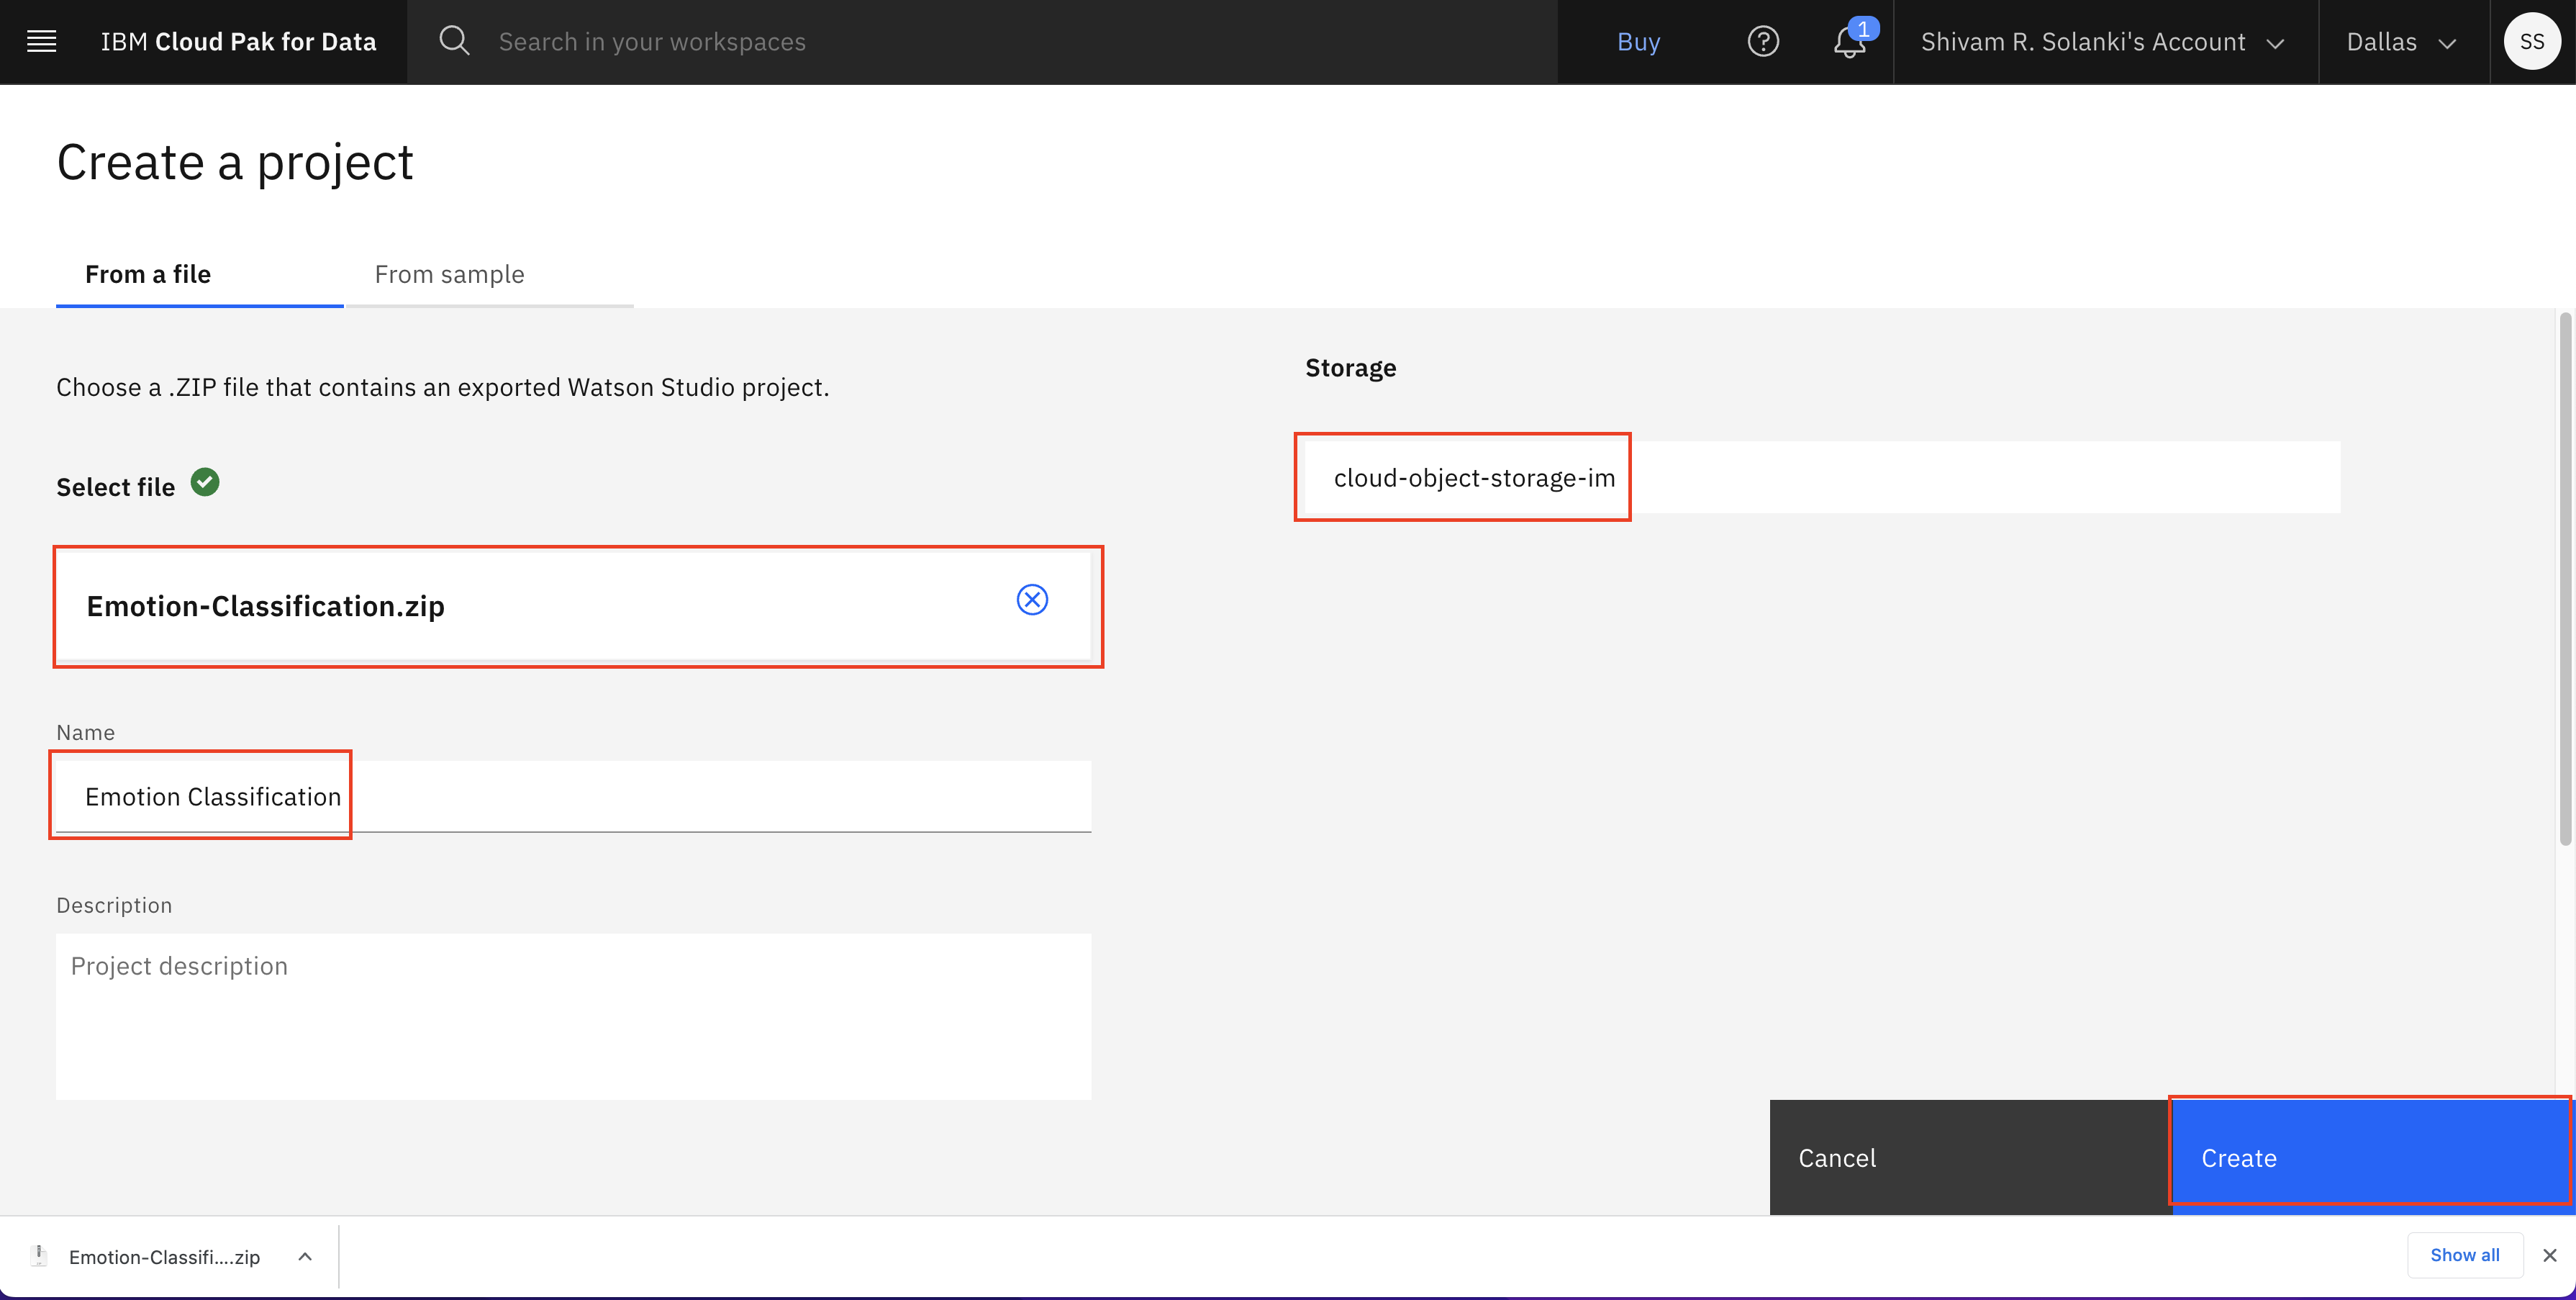 IBM Cloud Pak for Data
Search in your workspaces
Buy
1
Shivam R. Solanki's Account
Dallas
SS
Create a project
From a file
From sample
Choose a .ZIP file that contains an exported Watson Studio project.
Select file
Emotion-Classification.zip
Name
Emotion Classification
Description
Project description
Storage
cloud-object-storage-im
Cancel
Create
Emotion-Classifi....zip
Show all